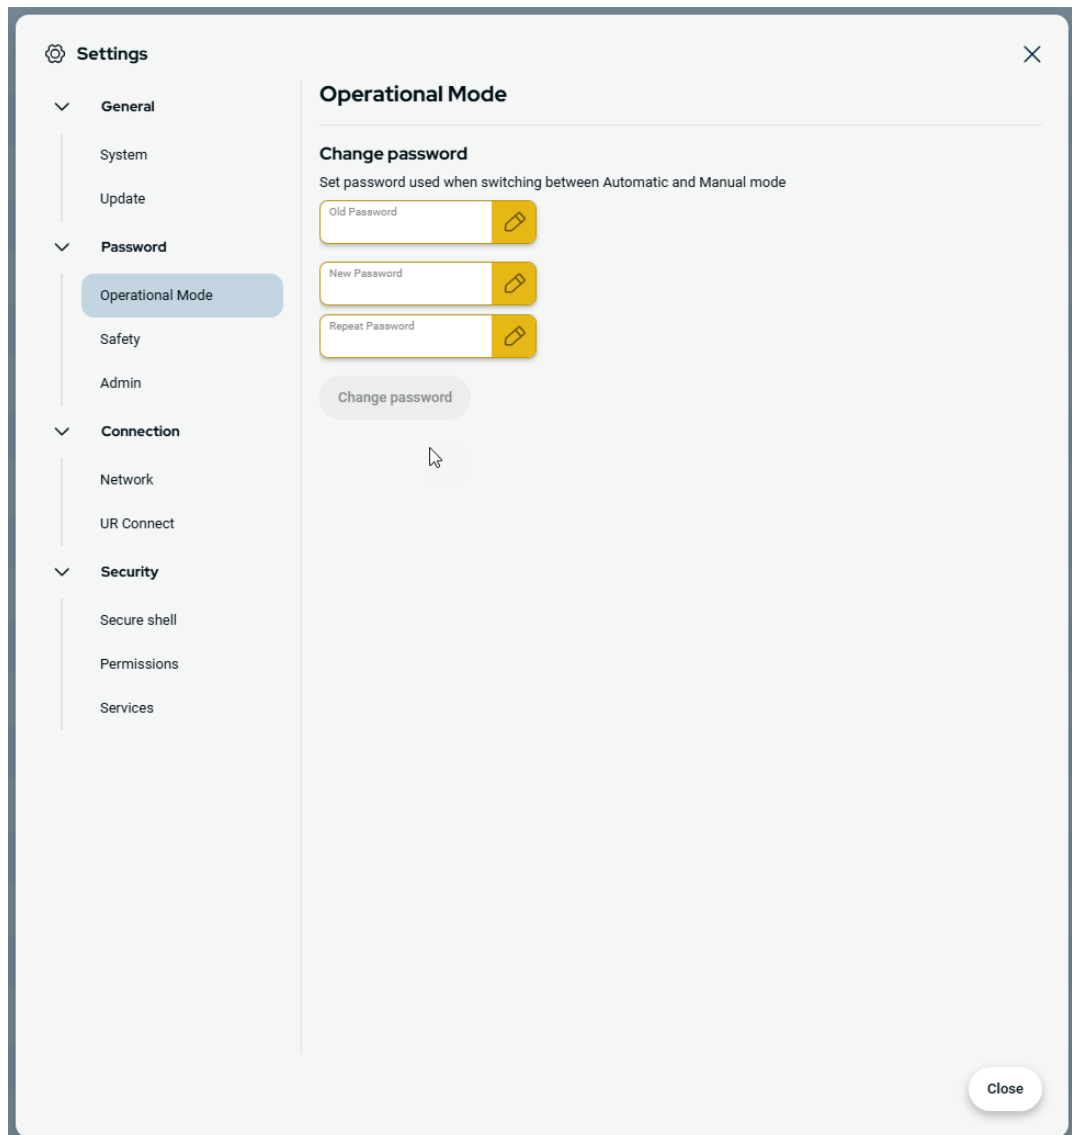 Settings
General
System
Update
Password
Operational Mode
Safety
Admin
Connection
Network
UR Connect
Security
Secure shell
Permissions
Services
Operational Mode
Change password
Set password used when switching between Automatic and Manual mode
Old Password
New Password
Repeat Password
Change password
Close